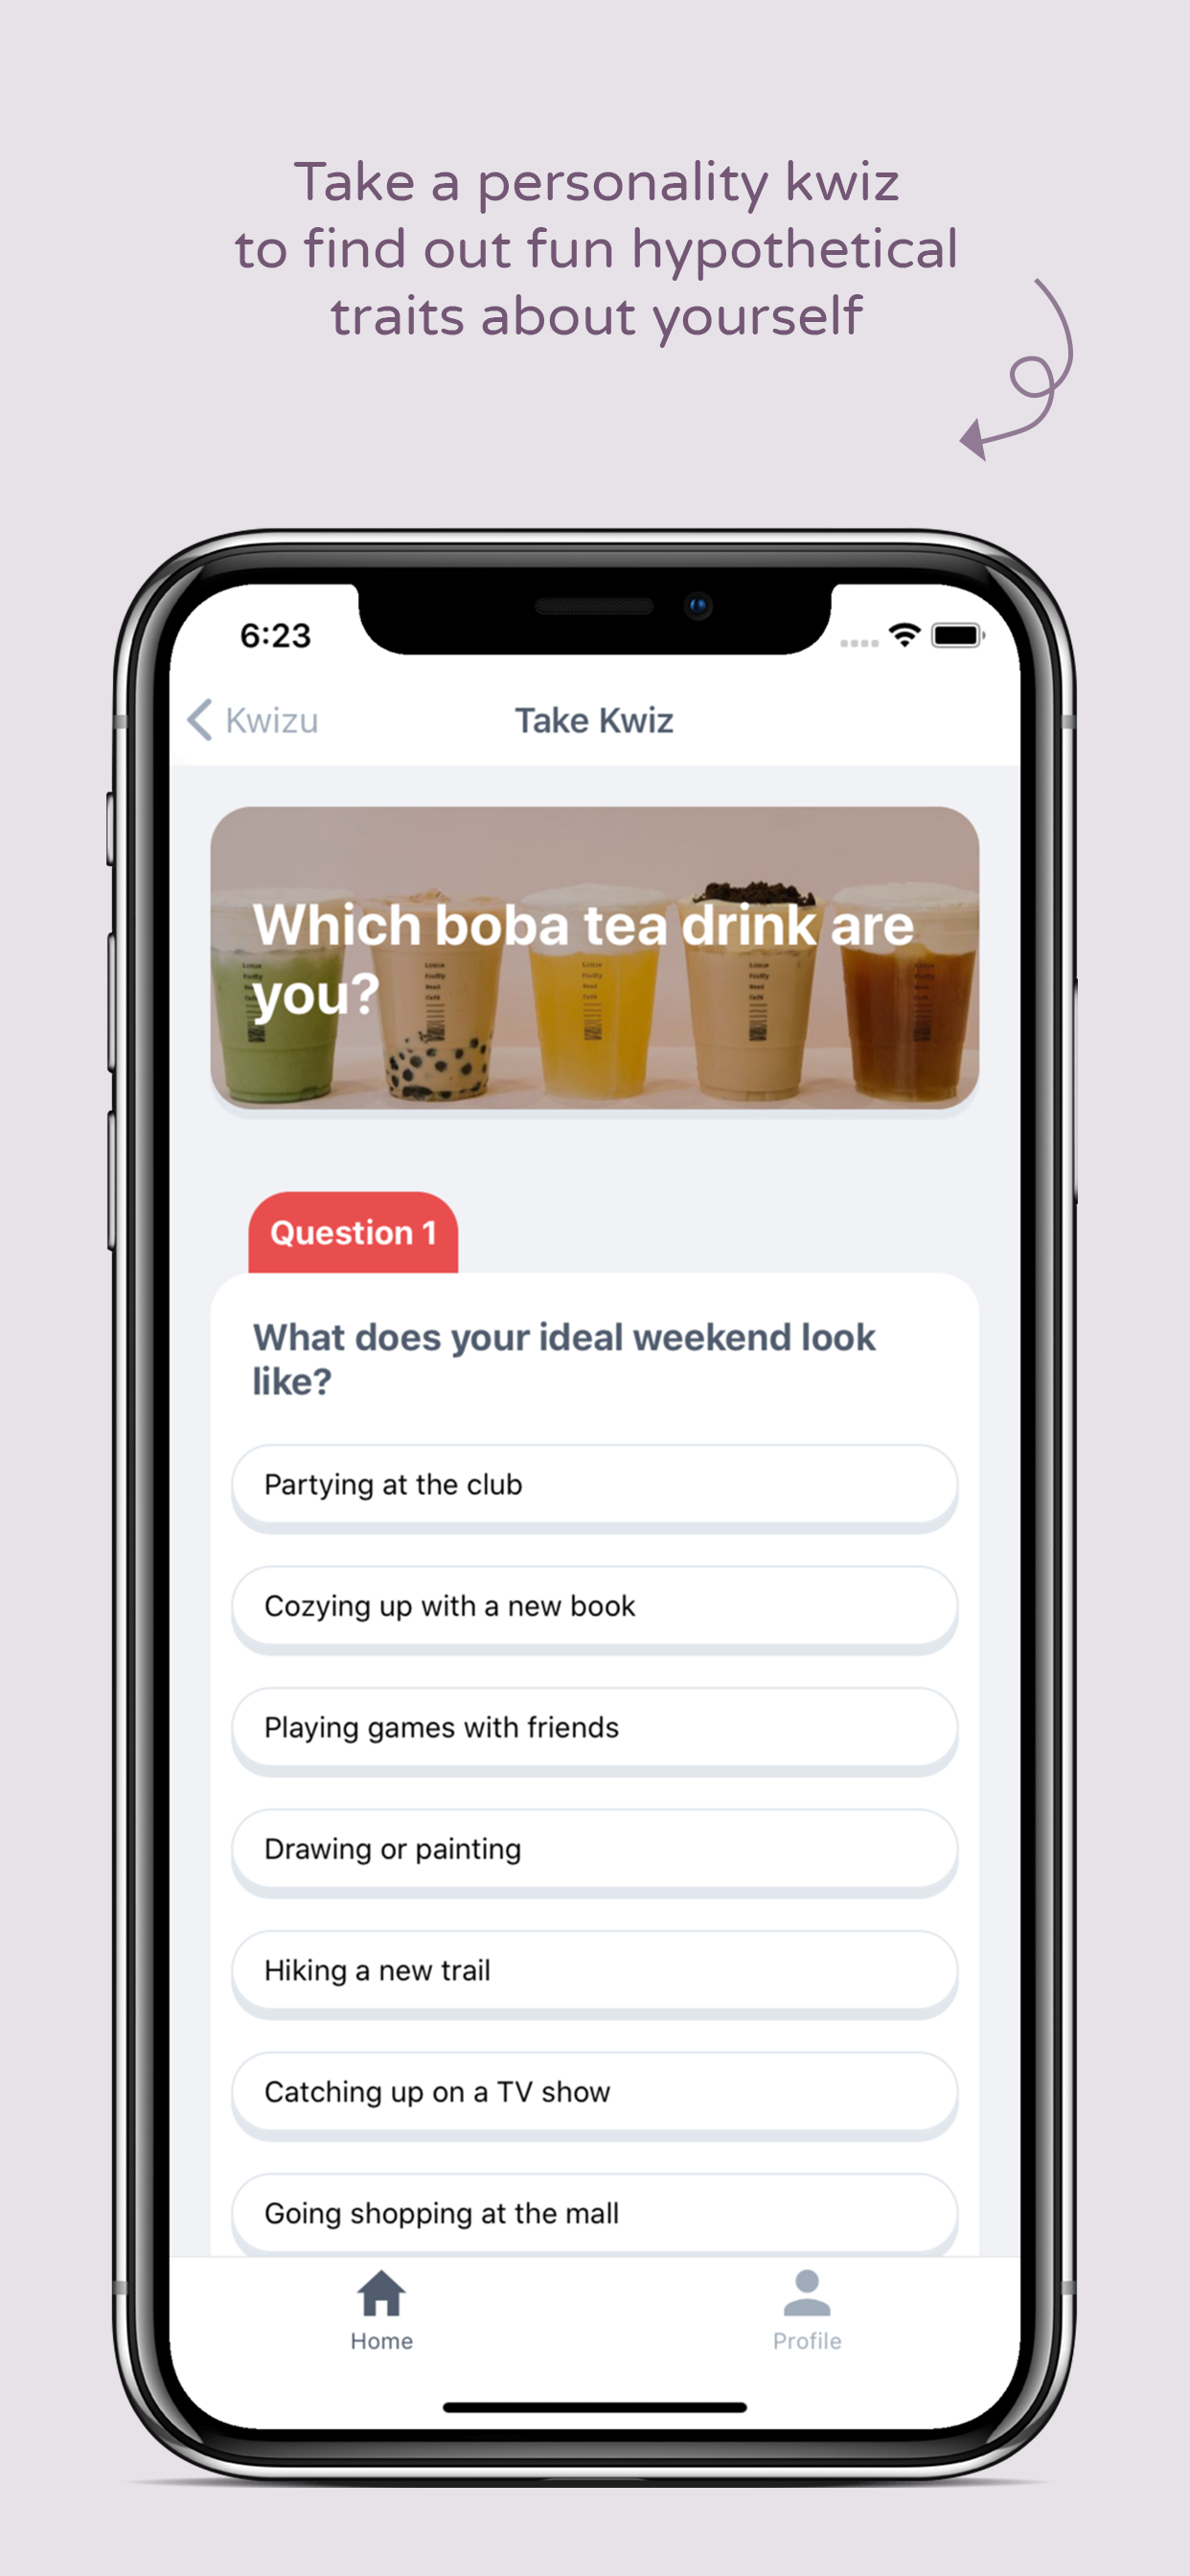 Take a personality kwiz
to find out fun hypothetical
traits about yourself
6:23
Kwizu
Take Kwiz
Which boba tea drink are
you?
Question 1
What does your ideal weekend look
like?
Partying at the club
Cozying up with a new book
Playing games with friends
Drawing or painting
Hiking a new trail
Catching up on a TV show
Going shopping at the mall
Home
Profile